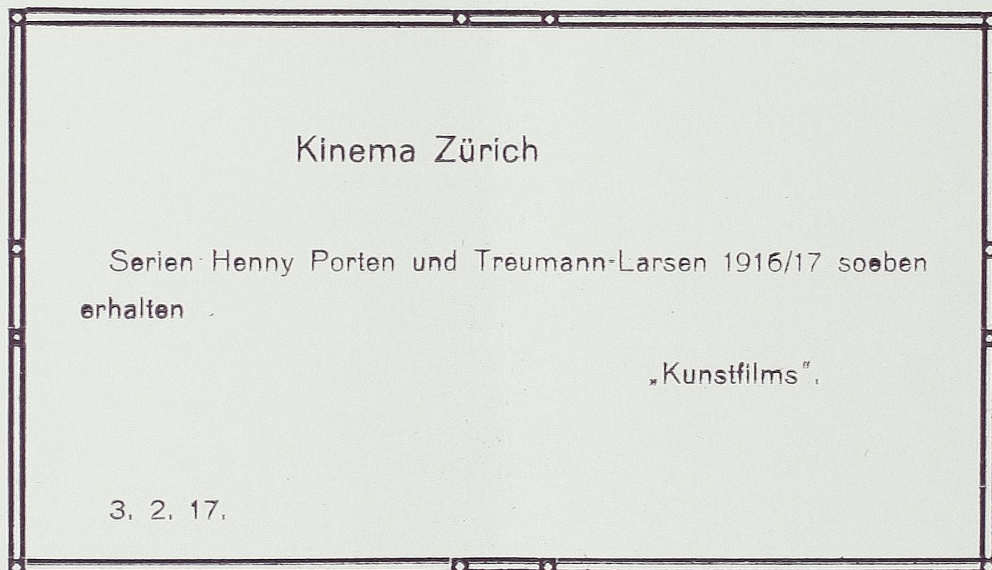 Kinema Zürich
Serien Henny Porten und Treumann-Larsen 1916/17 soeben
erhalten
„Kunstfilms“.
3. 2. 17.